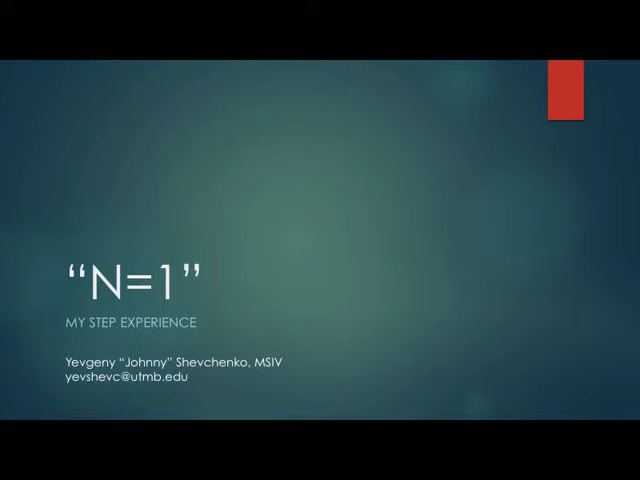 “N=1”
MY STEP EXPERIENCE
Yevgeny “Johnny” Shevchenko, MSIV
yevshevc@utmb.edu